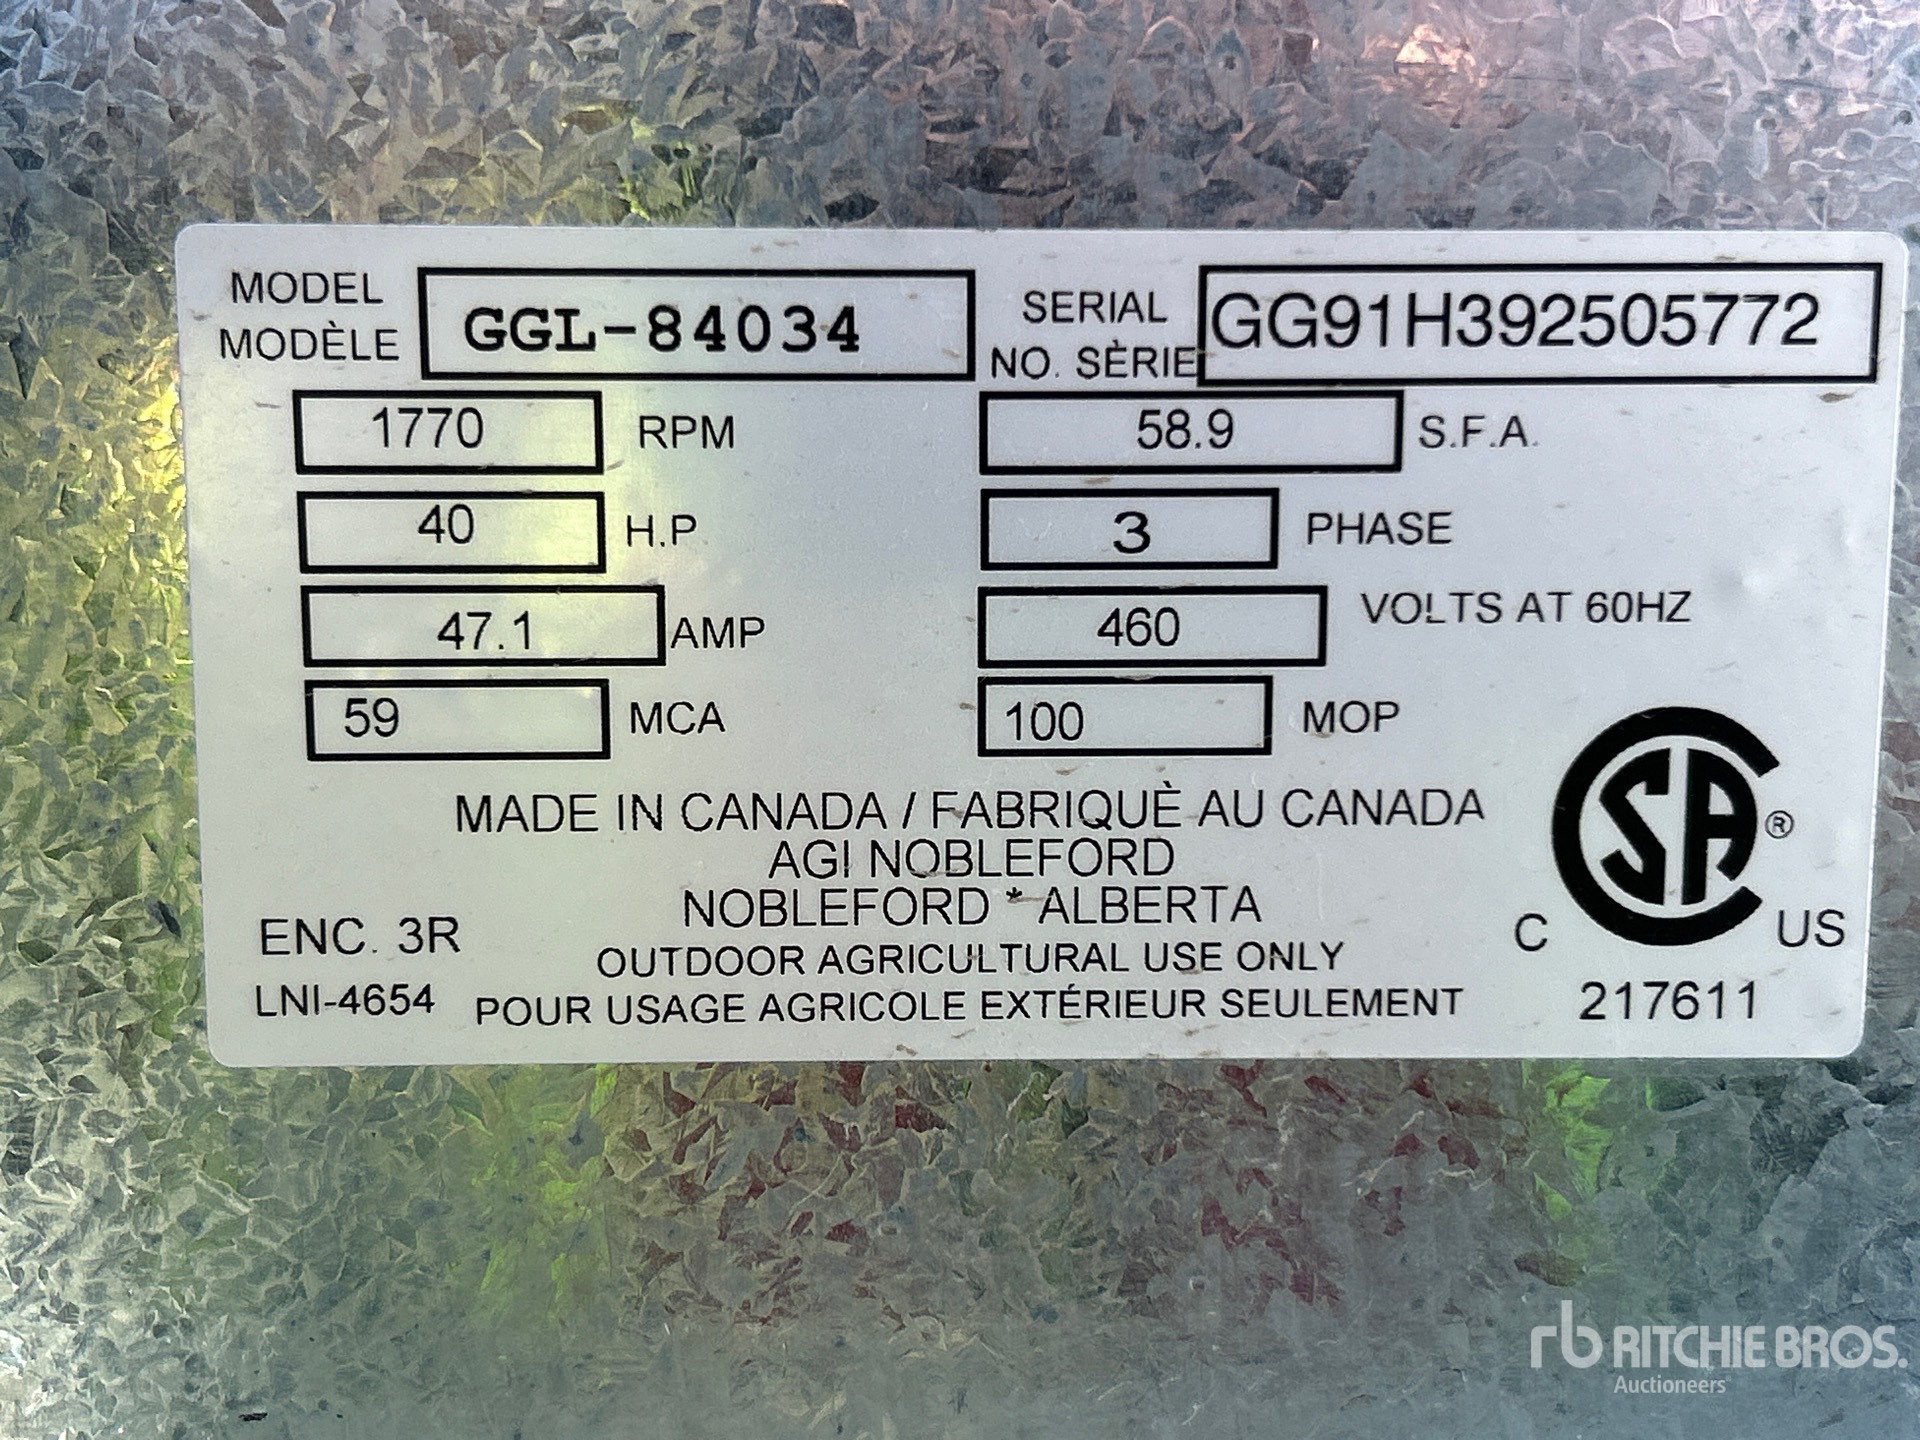 MODEL
MODÈLE
GGL-84034
SERIAL
NO. SÈRIE
GG91H392505772
1770 RPM
58.9 S.F.A.
40 H.P
3 PHASE
47.1 AMP
460 VOLTS AT 60HZ
59 MCA
100 MOP
MADE IN CANADA / FABRIQUÈ AU CANADA
AGI NOBLEFORD
NOBLEFORD * ALBERTA
ENC. 3R
OUTDOOR AGRICULTURAL USE ONLY
LNI-4654
POUR USAGE AGRICOLE EXTÉRIEUR SEULEMENT
CSA ®
C US
217611
rb RITCHIE BROS.
Auctioneers